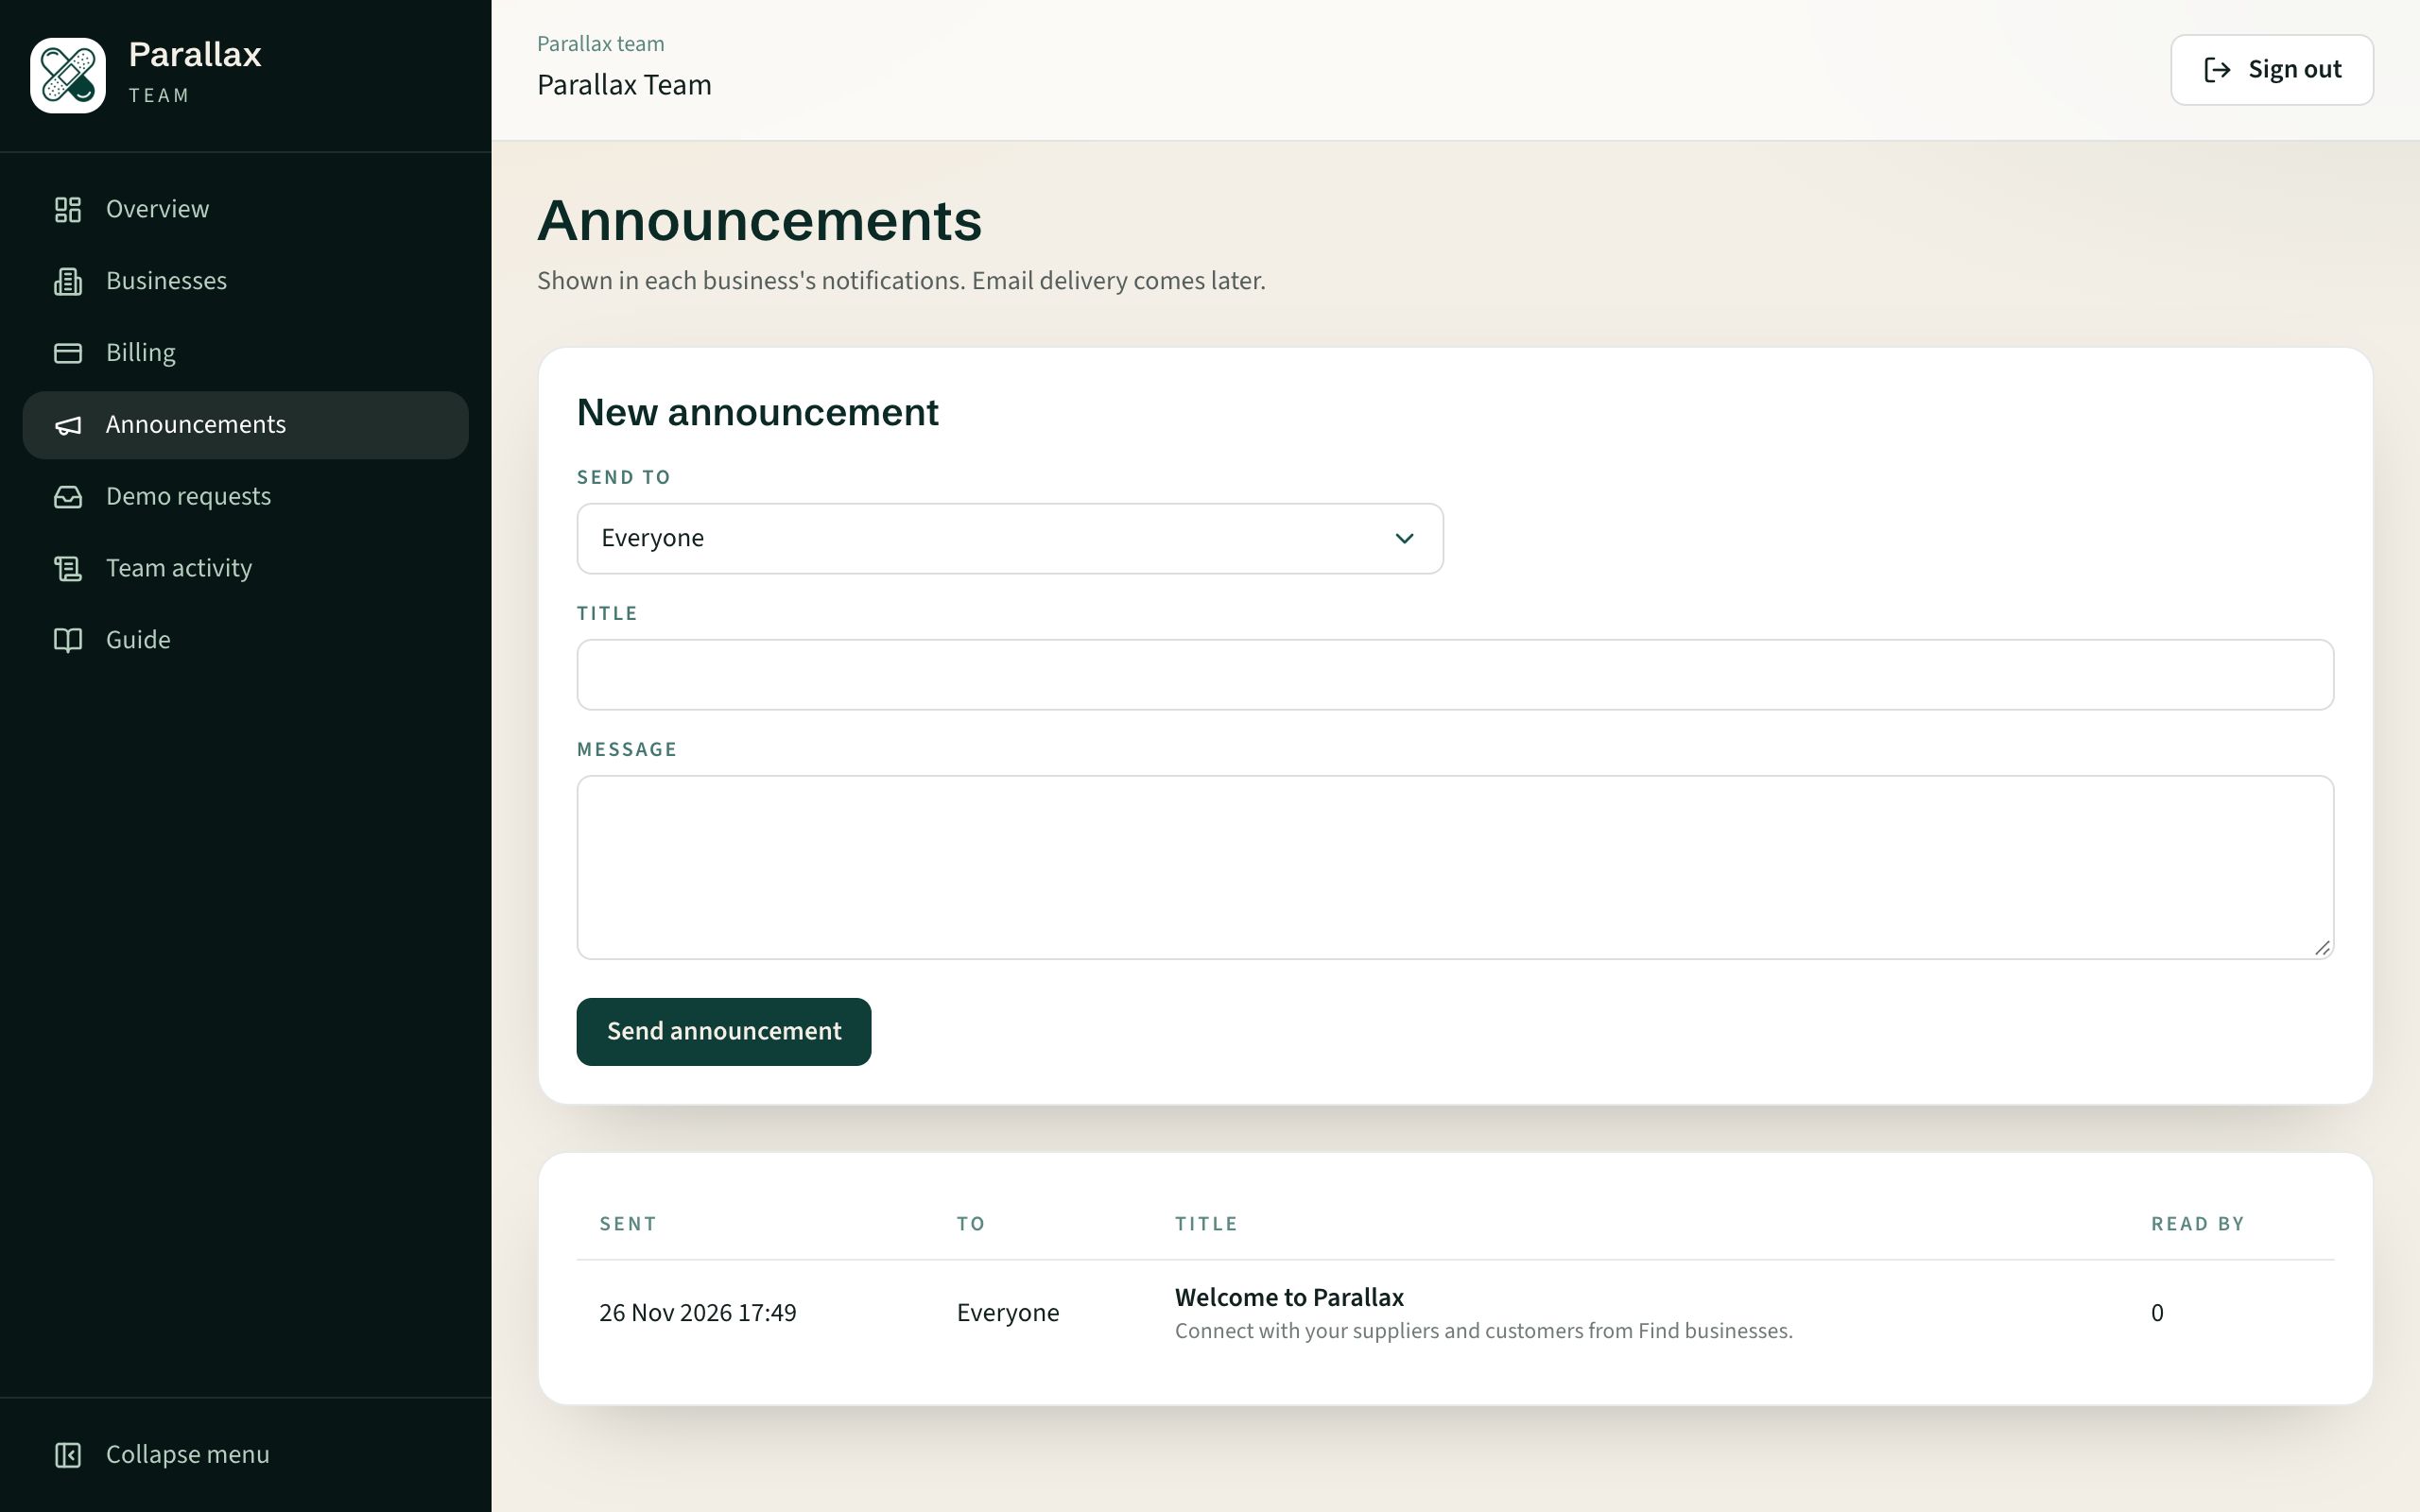 Parallax
TEAM
Overview
Businesses
Billing
Announcements
Demo requests
Team activity
Guide
Collapse menu
Parallax team
Parallax Team
Sign out
Announcements
Shown in each business's notifications. Email delivery comes later.
New announcement
SEND TO
Everyone
TITLE
MESSAGE
Send announcement
SENT TO TITLE READ BY
26 Nov 2026 17:49 Everyone Welcome to Parallax 0
Connect with your suppliers and customers from Find businesses.